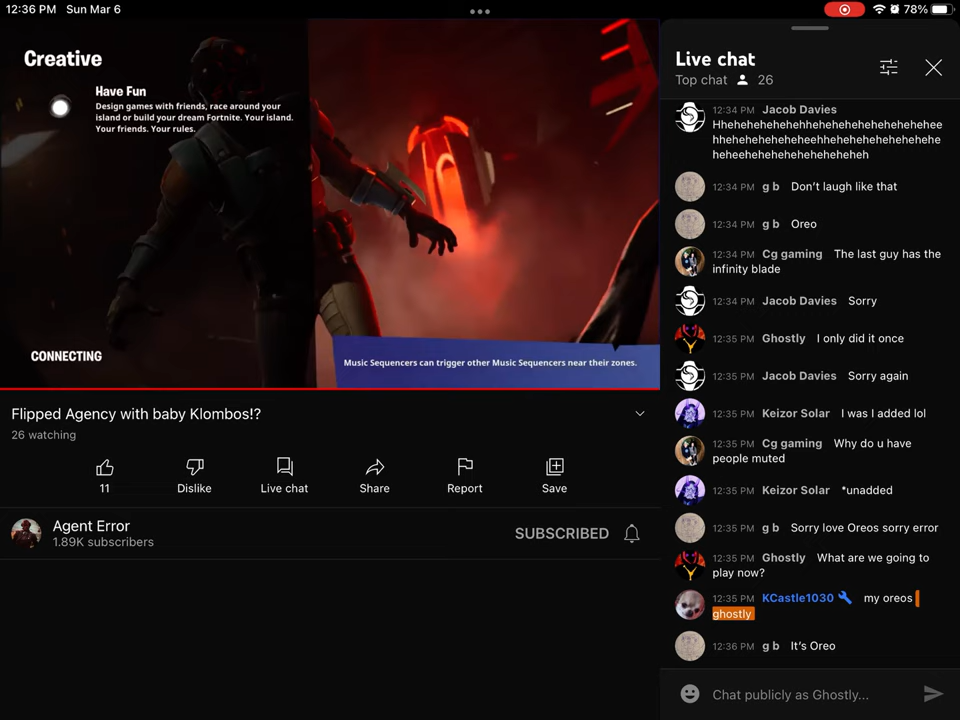 12:36 PM Sun Mar 6
78%
Creative
Have Fun
Design games with friends, race around your
island or build your dream Fortnite. Your island.
Your friends. Your rules.
CONNECTING
Music Sequencers can trigger other Music Sequencers near their zones.
Flipped Agency with baby Klombos!?
26 watching
11
Dislike
Live chat
Share
Report
Save
Agent Error
1.89K subscribers
SUBSCRIBED
Live chat
Top chat 26
12:34 PM Jacob Davies
Hhehehehehehhehehehehehehehehee
hhehehehehehehheehhehehehehehehehe
heheehehehehehehehehehh
12:34 PM g b Don’t laugh like that
12:34 PM g b Oreo
12:34 PM Cg gaming The last guy has the
infinity blade
12:34 PM Jacob Davies Sorry
12:35 PM Ghostly I only did it once
12:35 PM Jacob Davies Sorry again
12:35 PM Keizor Solar I was I added lol
12:35 PM Cg gaming Why do u have
people muted
12:35 PM Keizor Solar *unadded
12:35 PM g b Sorry love Oreos sorry error
12:35 PM Ghostly What are we going to
play now?
12:35 PM KCastle1030 my oreos
ghostly
12:36 PM g b It’s Oreo
Chat publicly as Ghostly...